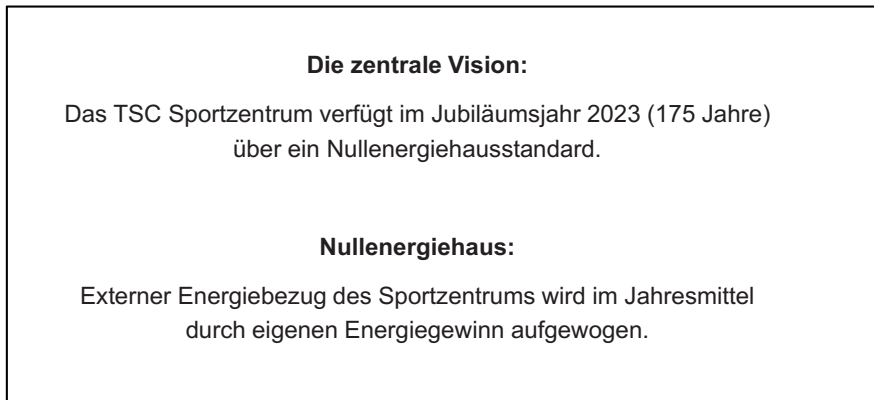 Die zentrale Vision:
Das TSC Sportzentrum verfügt im Jubiläumsjahr 2023 (175 Jahre)
über ein Nullenergiehausstandard.
Nullenergiehaus:
Externer Energiebezug des Sportzentrums wird im Jahresmittel
durch eigenen Energiegewinn aufgewogen.